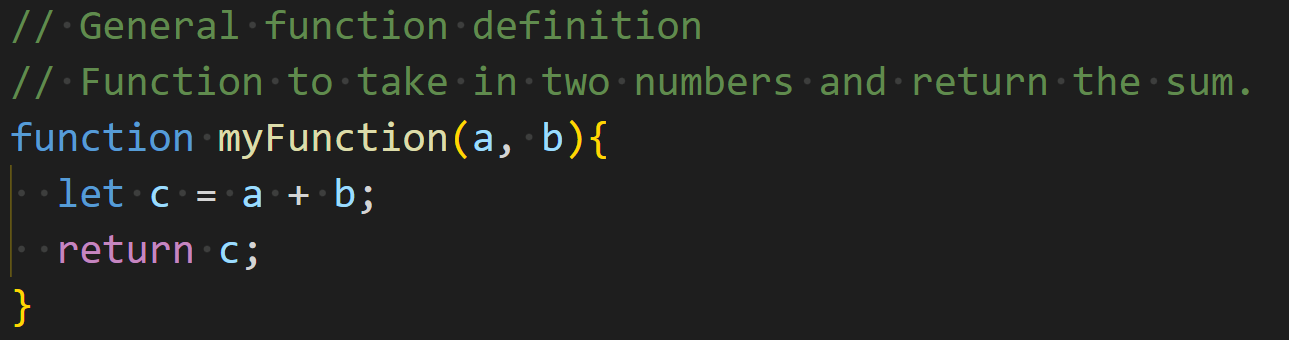 // General function definition
// Function to take in two numbers and return the sum.
function myFunction(a, b){
  let c = a + b;
  return c;
}